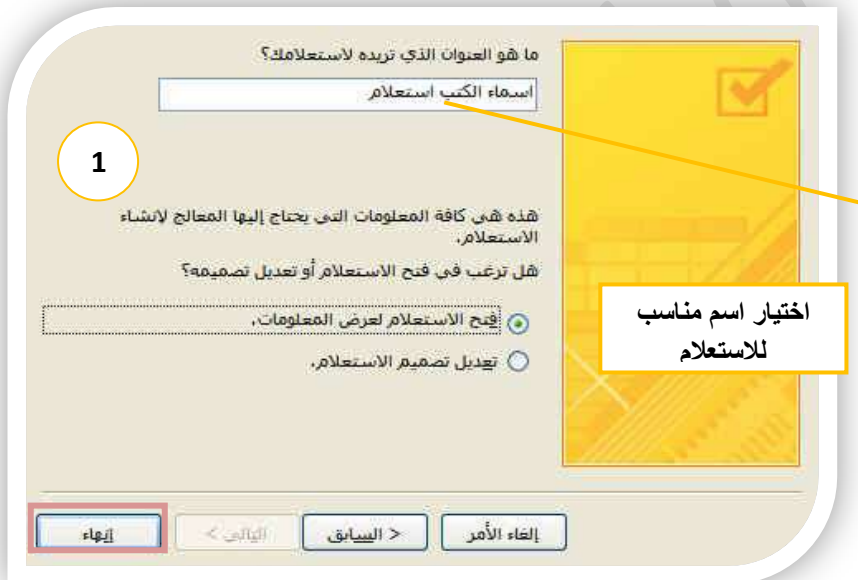 ما هو العنوان الذي تريده لاستعلامك؟
اسماء الكتب استعلام
1
هذه هي كافة المعلومات التي يحتاج إليها المعالج لإنشاء
الاستعلام.
هل ترغب في فتح الاستعلام أو تعديل تصميمه؟
فتح الاستعلام لعرض المعلومات.
تعديل تصميم الاستعلام.
اختيار اسم مناسب
للاستعلام
إلغاء الأمر
< السابق
التالي >
إنهاء